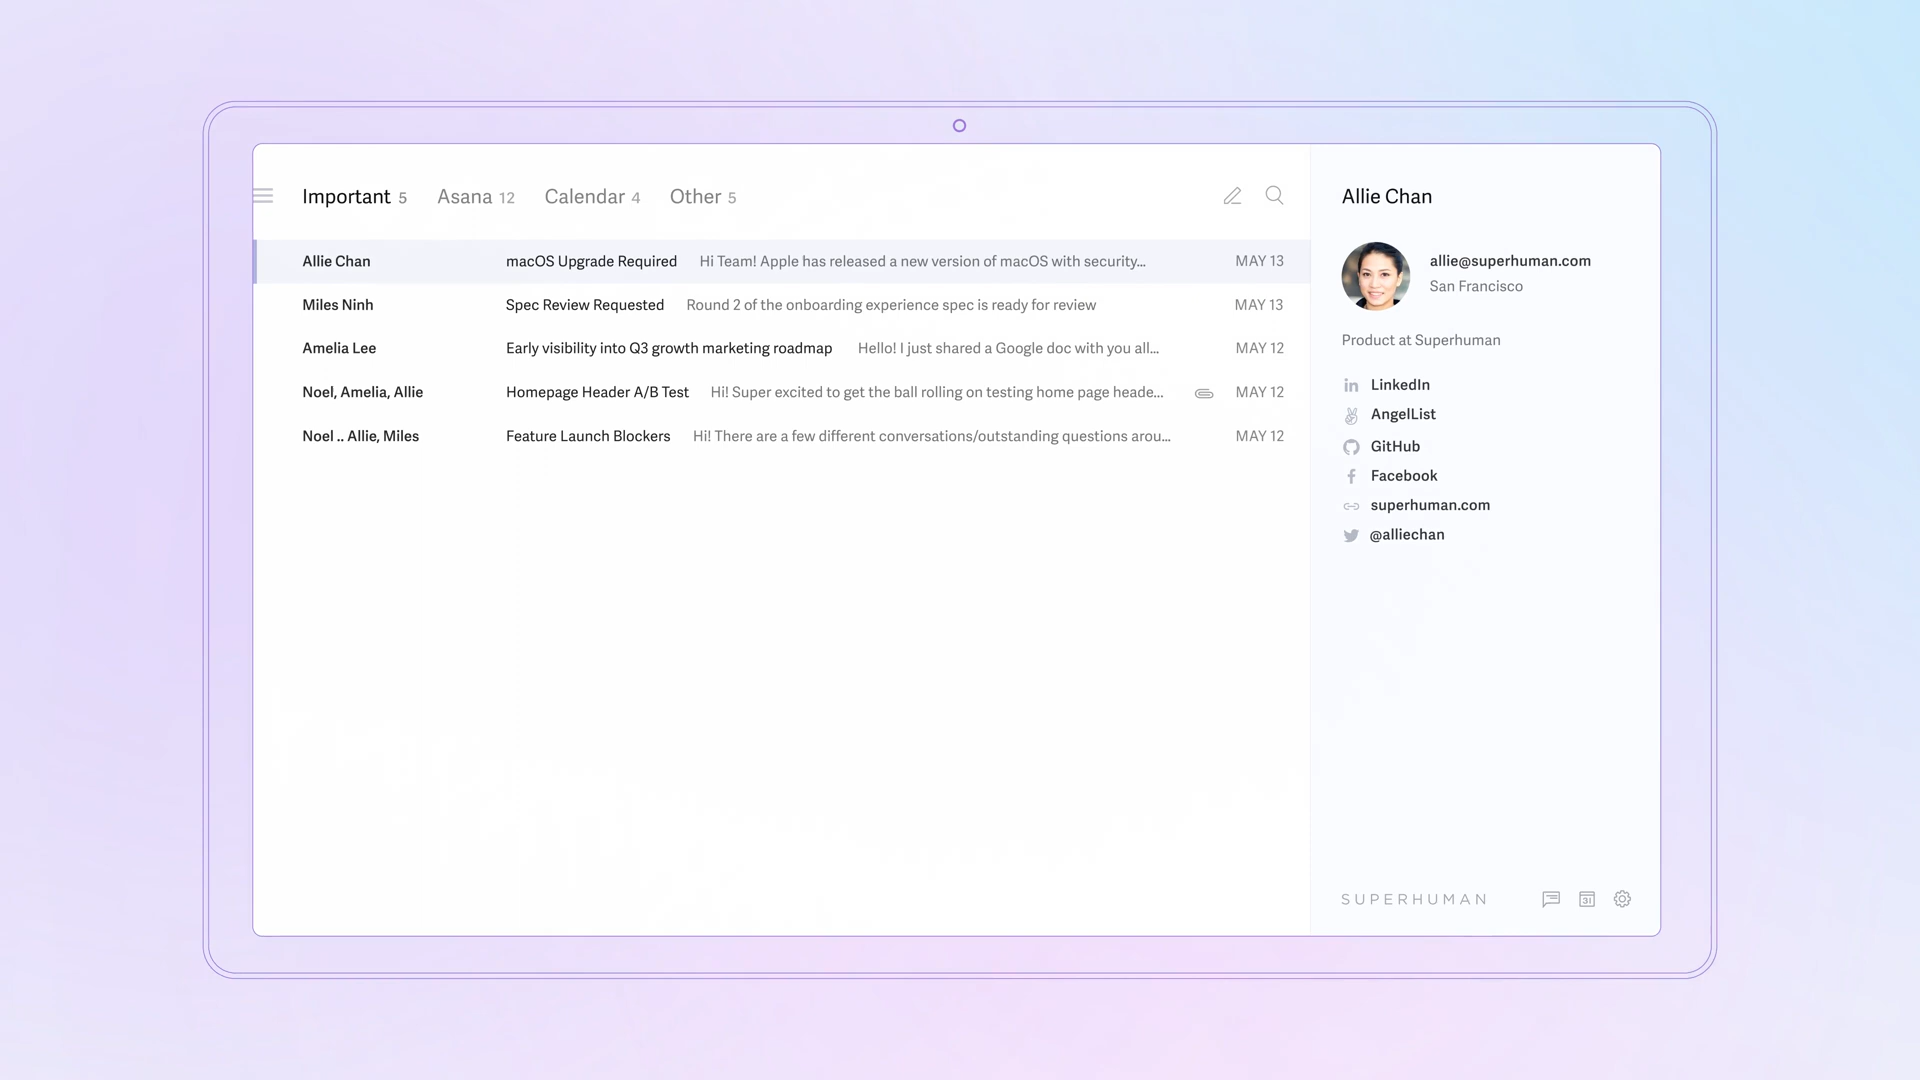 Important 5 Asana 12 Calendar 4 Other 5
Allie Chan macOS Upgrade Required Hi Team! Apple has released a new version of macOS with security... MAY 13
Miles Ninh Spec Review Requested Round 2 of the onboarding experience spec is ready for review MAY 13
Amelia Lee Early visibility into Q3 growth marketing roadmap Hello! I just shared a Google doc with you all... MAY 12
Noel, Amelia, Allie Homepage Header A/B Test Hi! Super excited to get the ball rolling on testing home page heade... MAY 12
Noel .. Allie, Miles Feature Launch Blockers Hi! There are a few different conversations/outstanding questions arou... MAY 12
Allie Chan
allie@superhuman.com
San Francisco
Product at Superhuman
LinkedIn
AngelList
GitHub
Facebook
superhuman.com
@alliechan
SUPERHUMAN 31